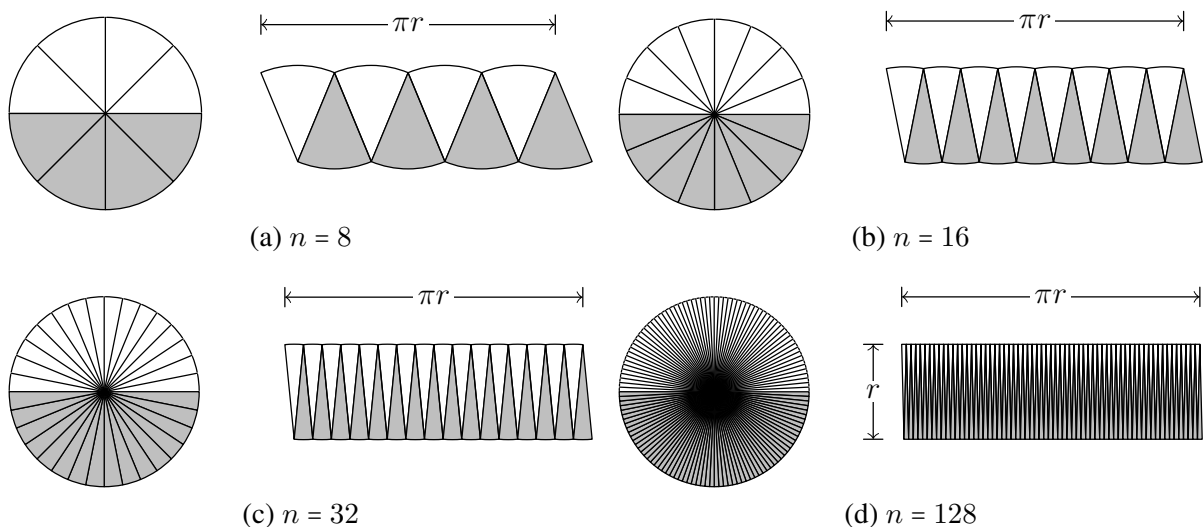 πr
πr
(a) n = 8
(b) n = 16
πr
πr
r
(c) n = 32
(d) n = 128